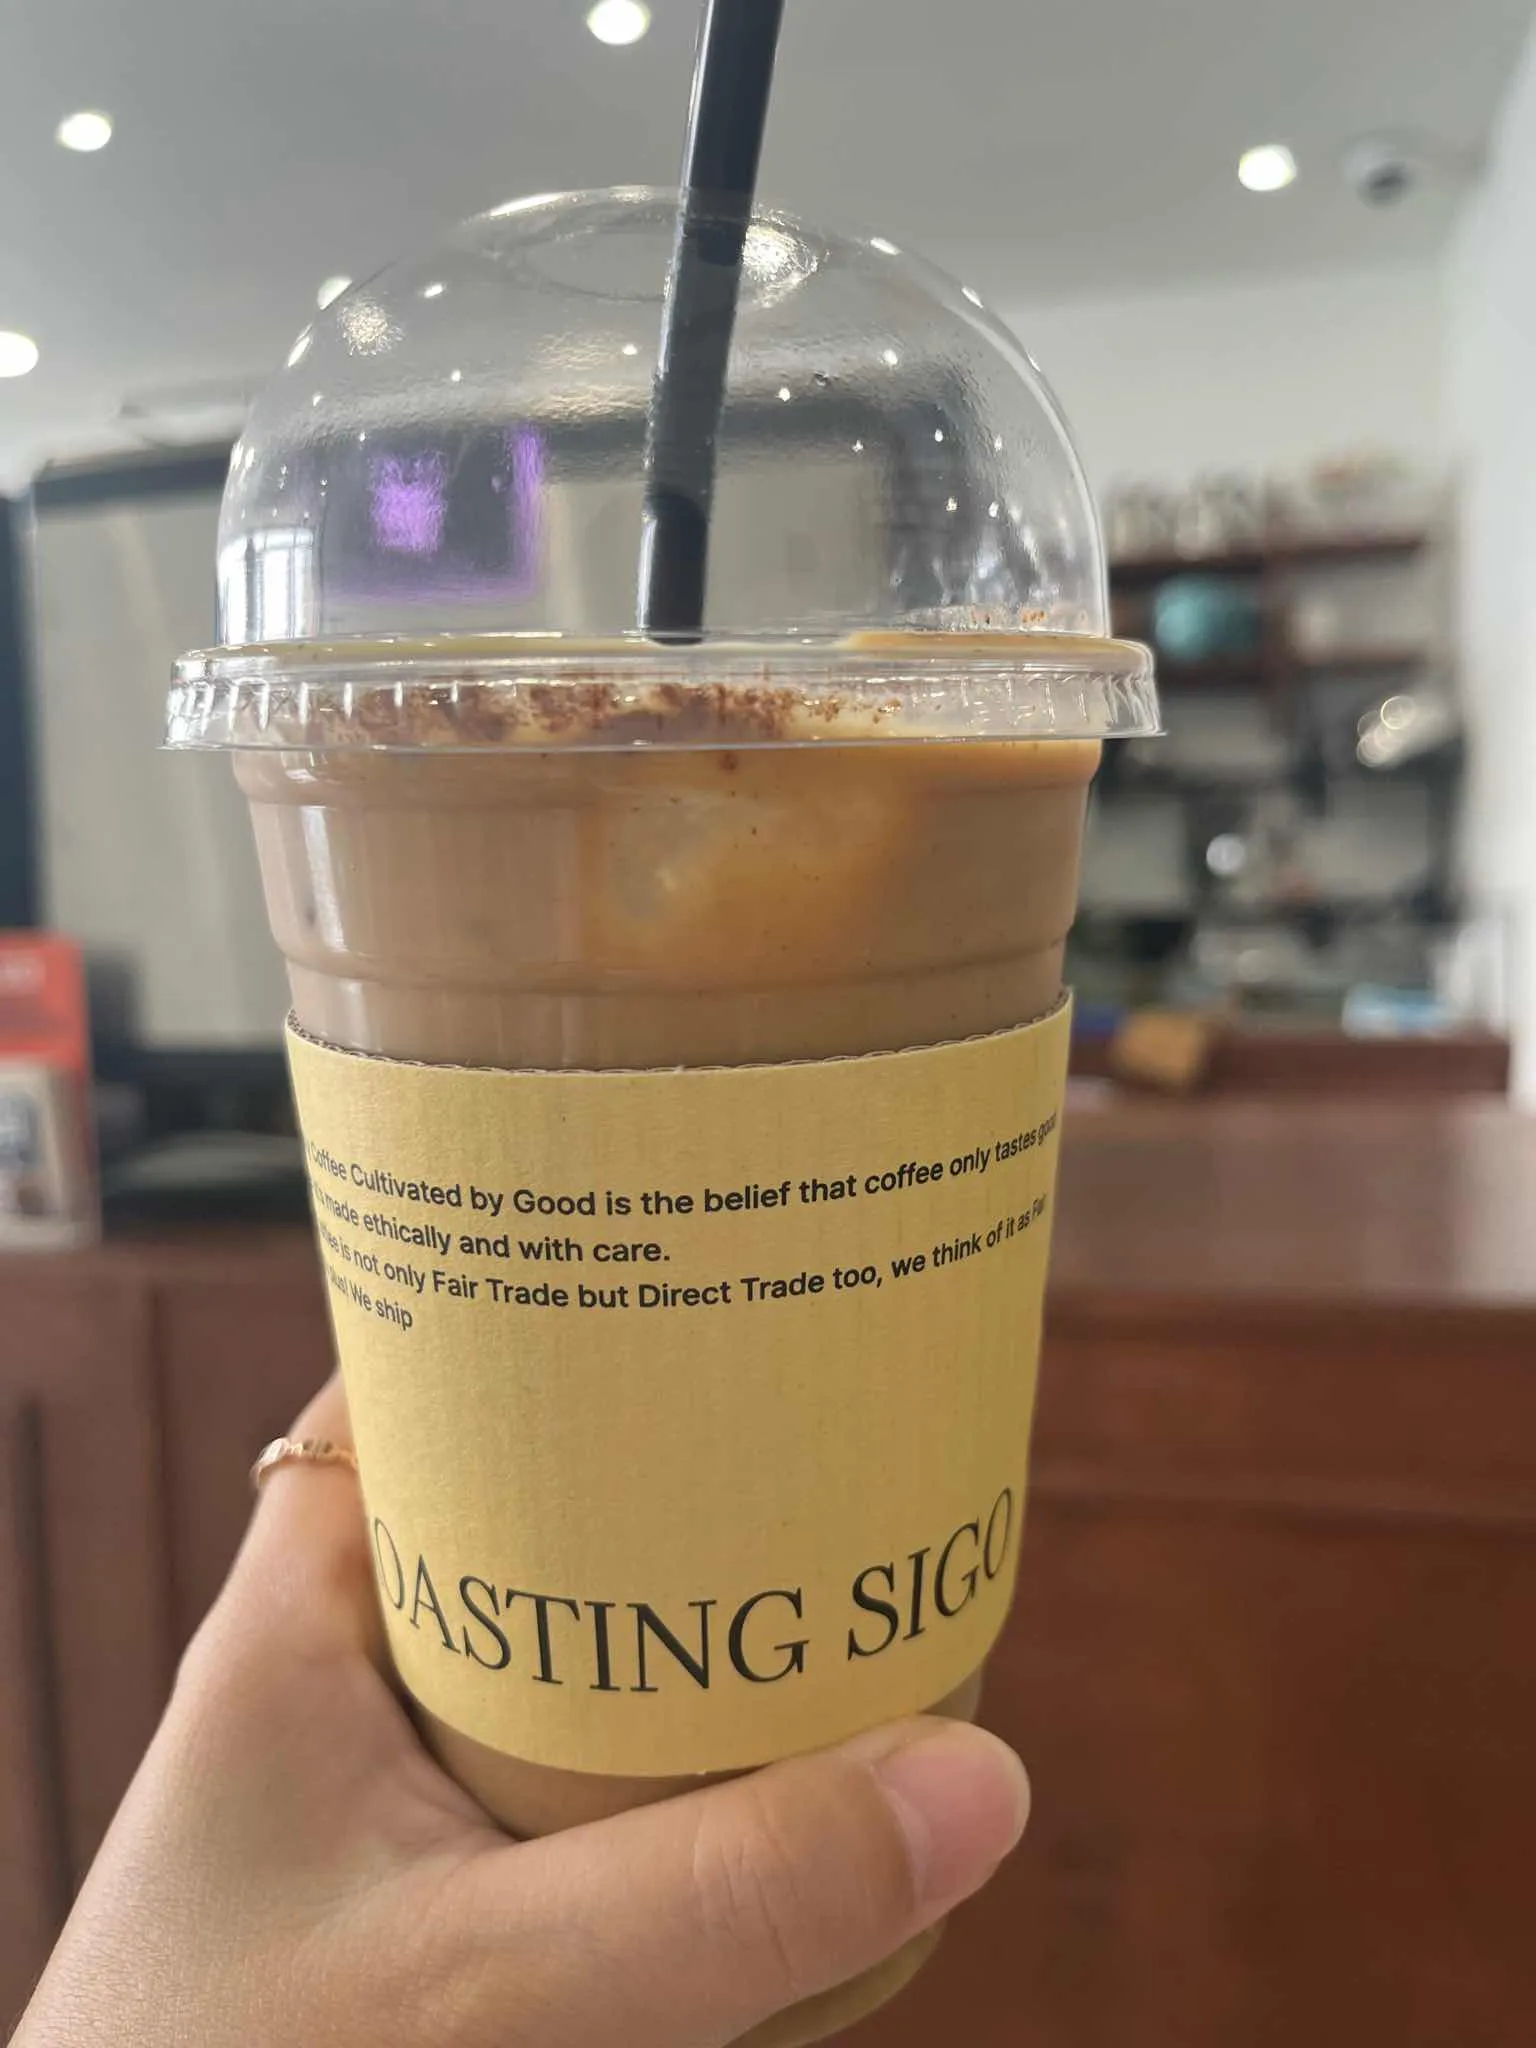 Coffee Cultivated by Good is the belief that coffee only tastes good
made ethically and with care.
is not only Fair Trade but Direct Trade too, we think of it as Fair
We ship
OASTING SIGO